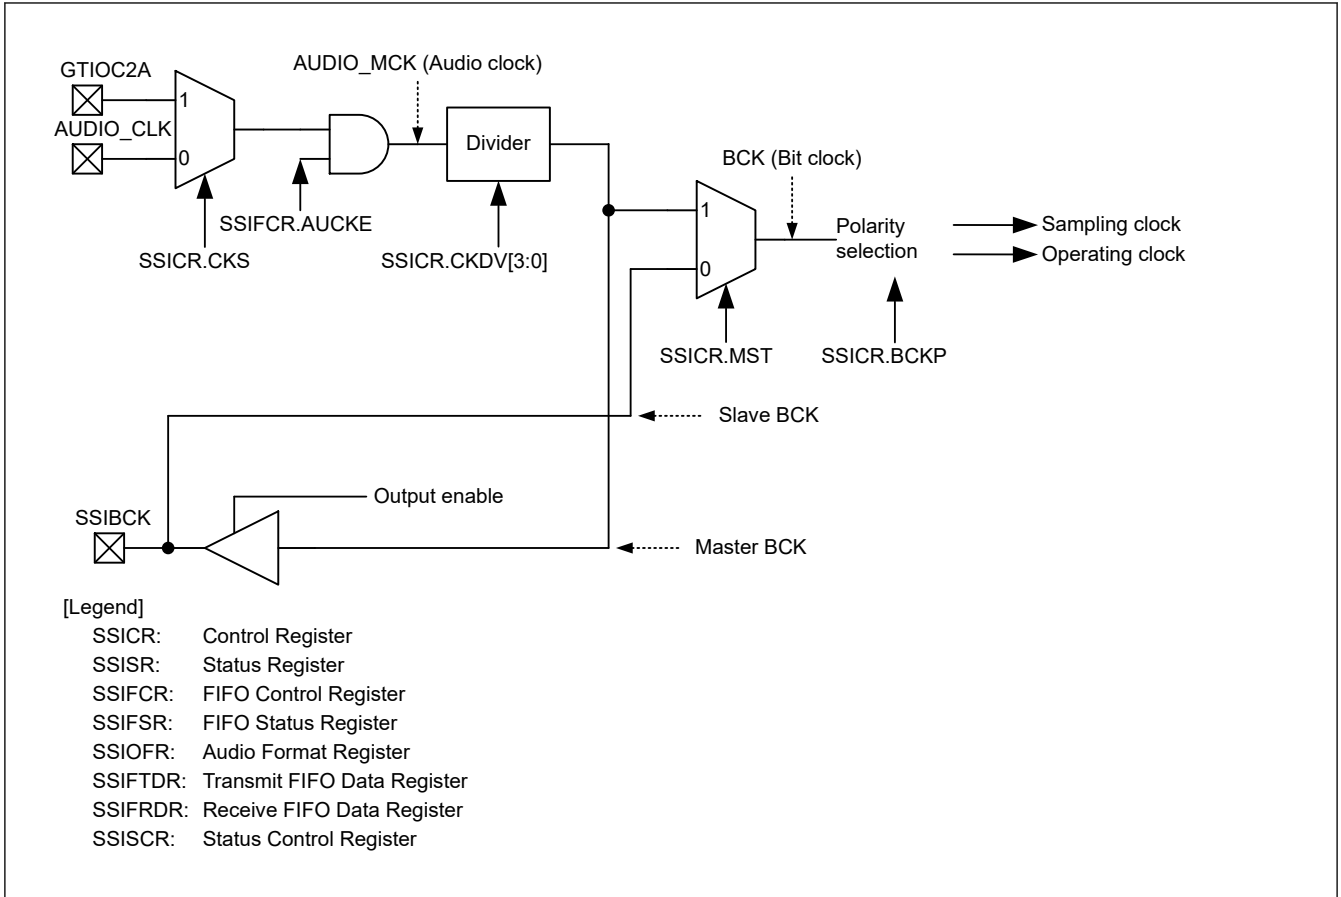 GTIOC2A
AUDIO_MCK (Audio clock)
1
AUDIO_CLK
0
Divider
BCK (Bit clock)
SSIFCR.AUCKE
SSICR.CKS
SSICR.CKDV[3:0]
1
0
Polarity
selection
Sampling clock
Operating clock
SSICR.MST
SSICR.BCKP
Slave BCK
Output enable
SSIBCK
Master BCK
[Legend]
SSICR: Control Register
SSISR: Status Register
SSIFCR: FIFO Control Register
SSIFSR: FIFO Status Register
SSIOFR: Audio Format Register
SSIFTDR: Transmit FIFO Data Register
SSIFRDR: Receive FIFO Data Register
SSISCR: Status Control Register